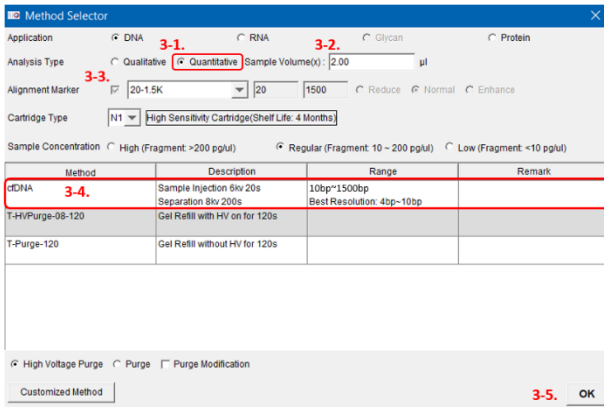 Method Selector
Application DNA RNA Glycan Protein
3-1. 3-2.
Analysis Type Qualitative Quantitative Sample Volume(x) : 2.00 µl
3-3.
Alignment Marker 20-1.5K 20 1500 Reduce Normal Enhance
Cartridge Type N1 High Sensitivity Cartridge(Shelf Life: 4 Months)
Sample Concentration High (Fragment: >200 pg/ul) Regular (Fragment: 10 ~ 200 pg/ul) Low (Fragment: <10 pg/ul)
Method Description Range Remark
cfDNA 3-4. Sample Injection 6kv 20s 10bp~1500bp
Separation 8kv 200s Best Resolution: 4bp~10bp
T-HVPurge-08-120 Gel Refill with HV on for 120s
T-Purge-120 Gel Refill without HV for 120s
High Voltage Purge Purge Purge Modification
Customized Method 3-5. OK